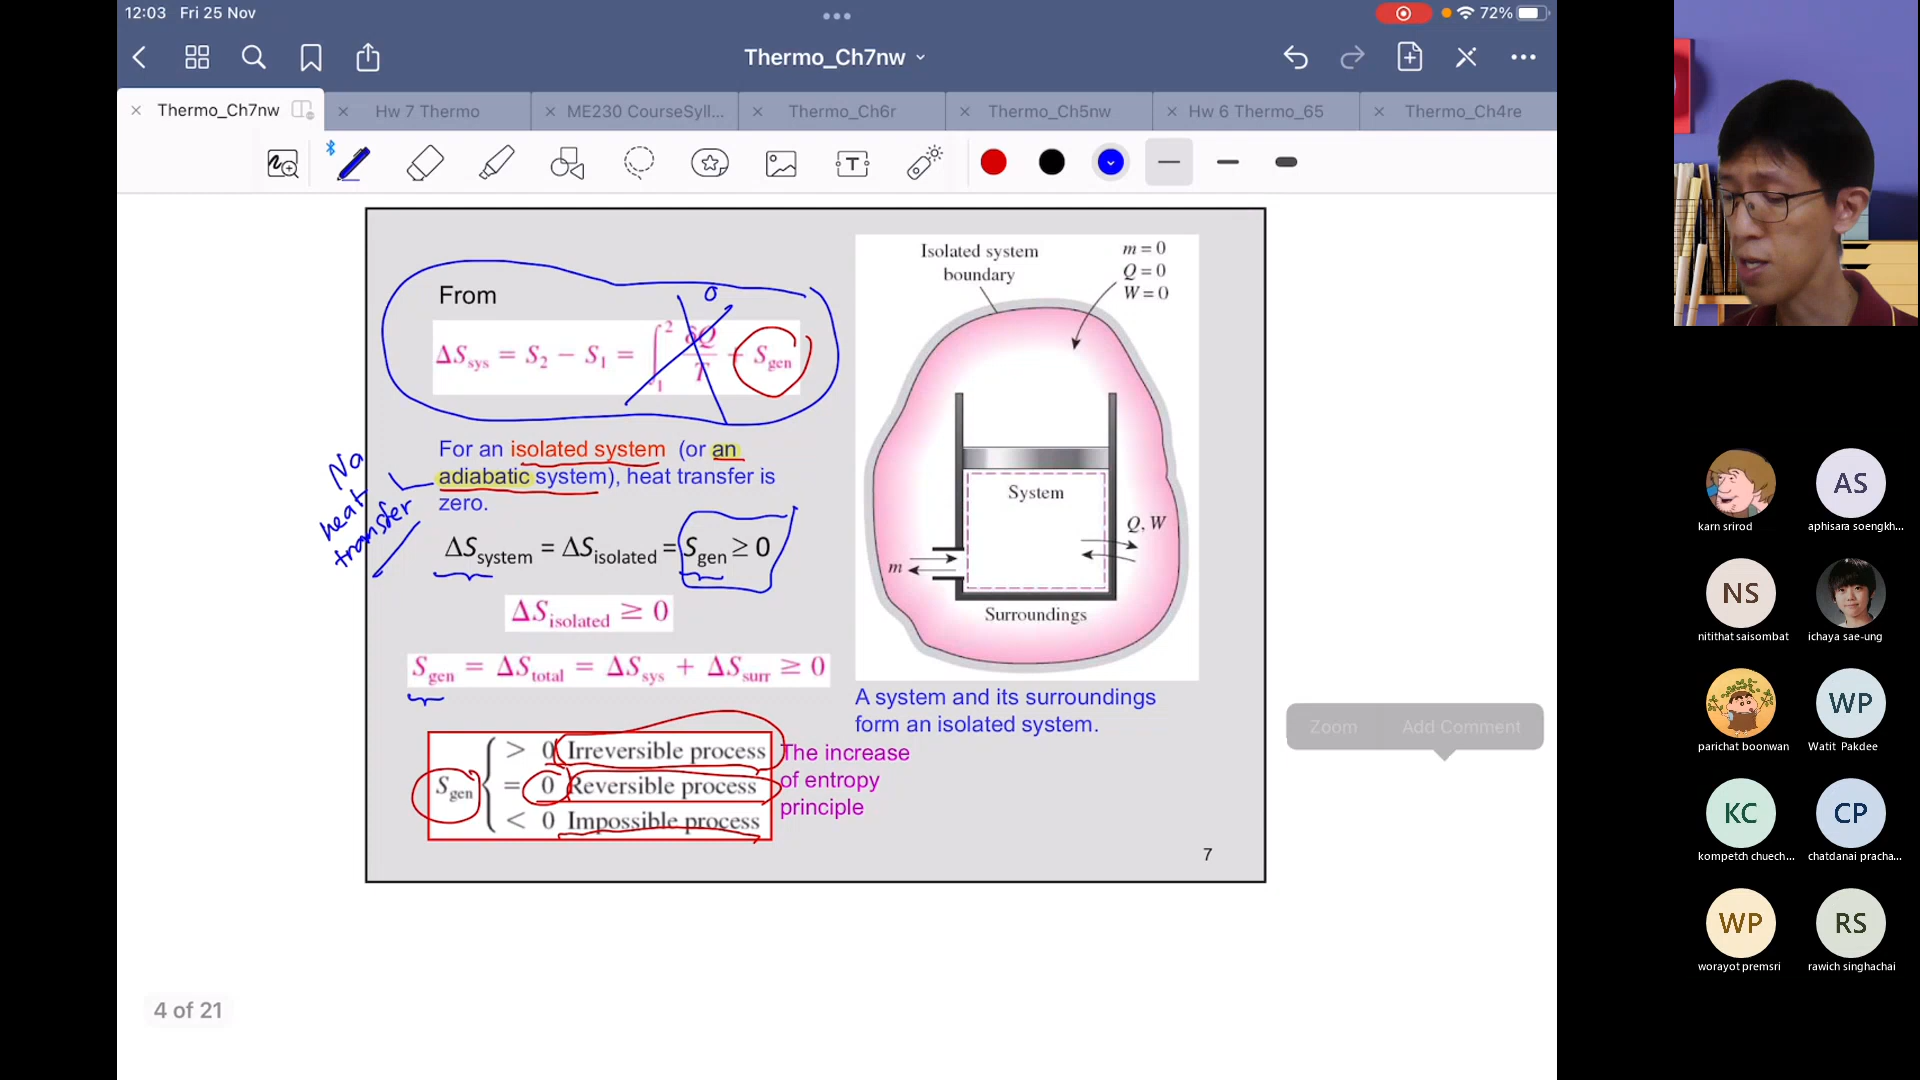 12:03 Fri 25 Nov
72%
Thermo_Ch7nw
Thermo_Ch7nw
Hw 7 Thermo
ME230 CourseSyll...
Thermo_Ch6r
Thermo_Ch5nw
Hw 6 Thermo_65
Thermo_Ch4re
From
0
ΔS_sys = S_2 − S_1 = ∫_1^2 δQ/T + S_gen
For an isolated system (or an
adiabatic system), heat transfer is
zero.
No
heat
transfer
ΔS_system = ΔS_isolated = S_gen ≥ 0
ΔS_isolated ≥ 0
S_gen = ΔS_total = ΔS_sys + ΔS_surr ≥ 0
S_gen { > 0 Irreversible process
= 0 Reversible process
< 0 Impossible process
The increase
of entropy
principle
Isolated system
boundary
m = 0
Q = 0
W = 0
System
Q, W
m
Surroundings
A system and its surroundings
form an isolated system.
7
Zoom Add Comment
4 of 21
karn srirod
AS
aphisara soengkh...
NS
nitithat saisombat
ichaya sae-ung
parichat boonwan
WP
Watit Pakdee
KC
kompetch chuech...
CP
chatdanai pracha...
WP
worayot premsri
RS
rawich singhachai